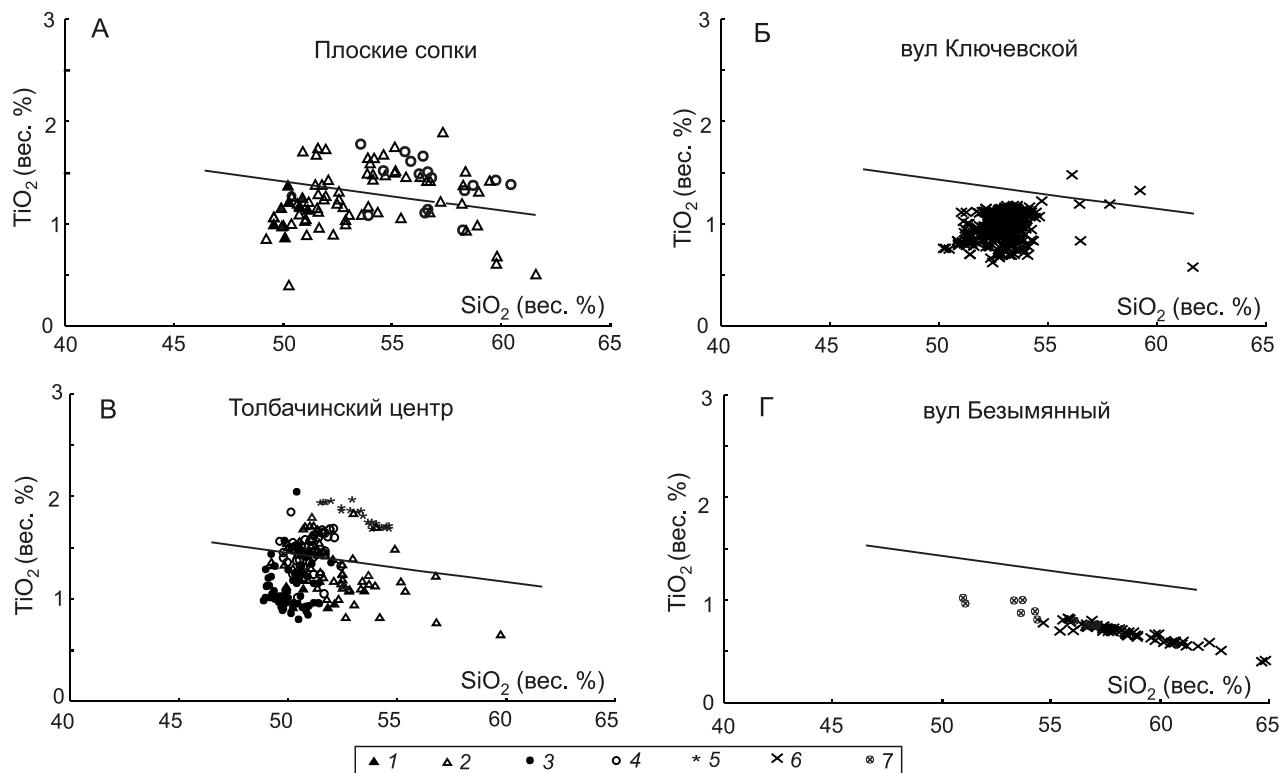 А
Плоские сопки
TiO₂ (вес. %)
SiO₂ (вес. %)
3
2
1
0
40 45 50 55 60 65
Б
вул Ключевской
TiO₂ (вес. %)
SiO₂ (вес. %)
3
2
1
0
40 45 50 55 60 65
В
Толбачинский центр
TiO₂ (вес. %)
SiO₂ (вес. %)
3
2
1
0
40 45 50 55 60 65
Г
вул Безымянный
TiO₂ (вес. %)
SiO₂ (вес. %)
3
2
1
0
40 45 50 55 60 65
1 2 3 4 5 6 7